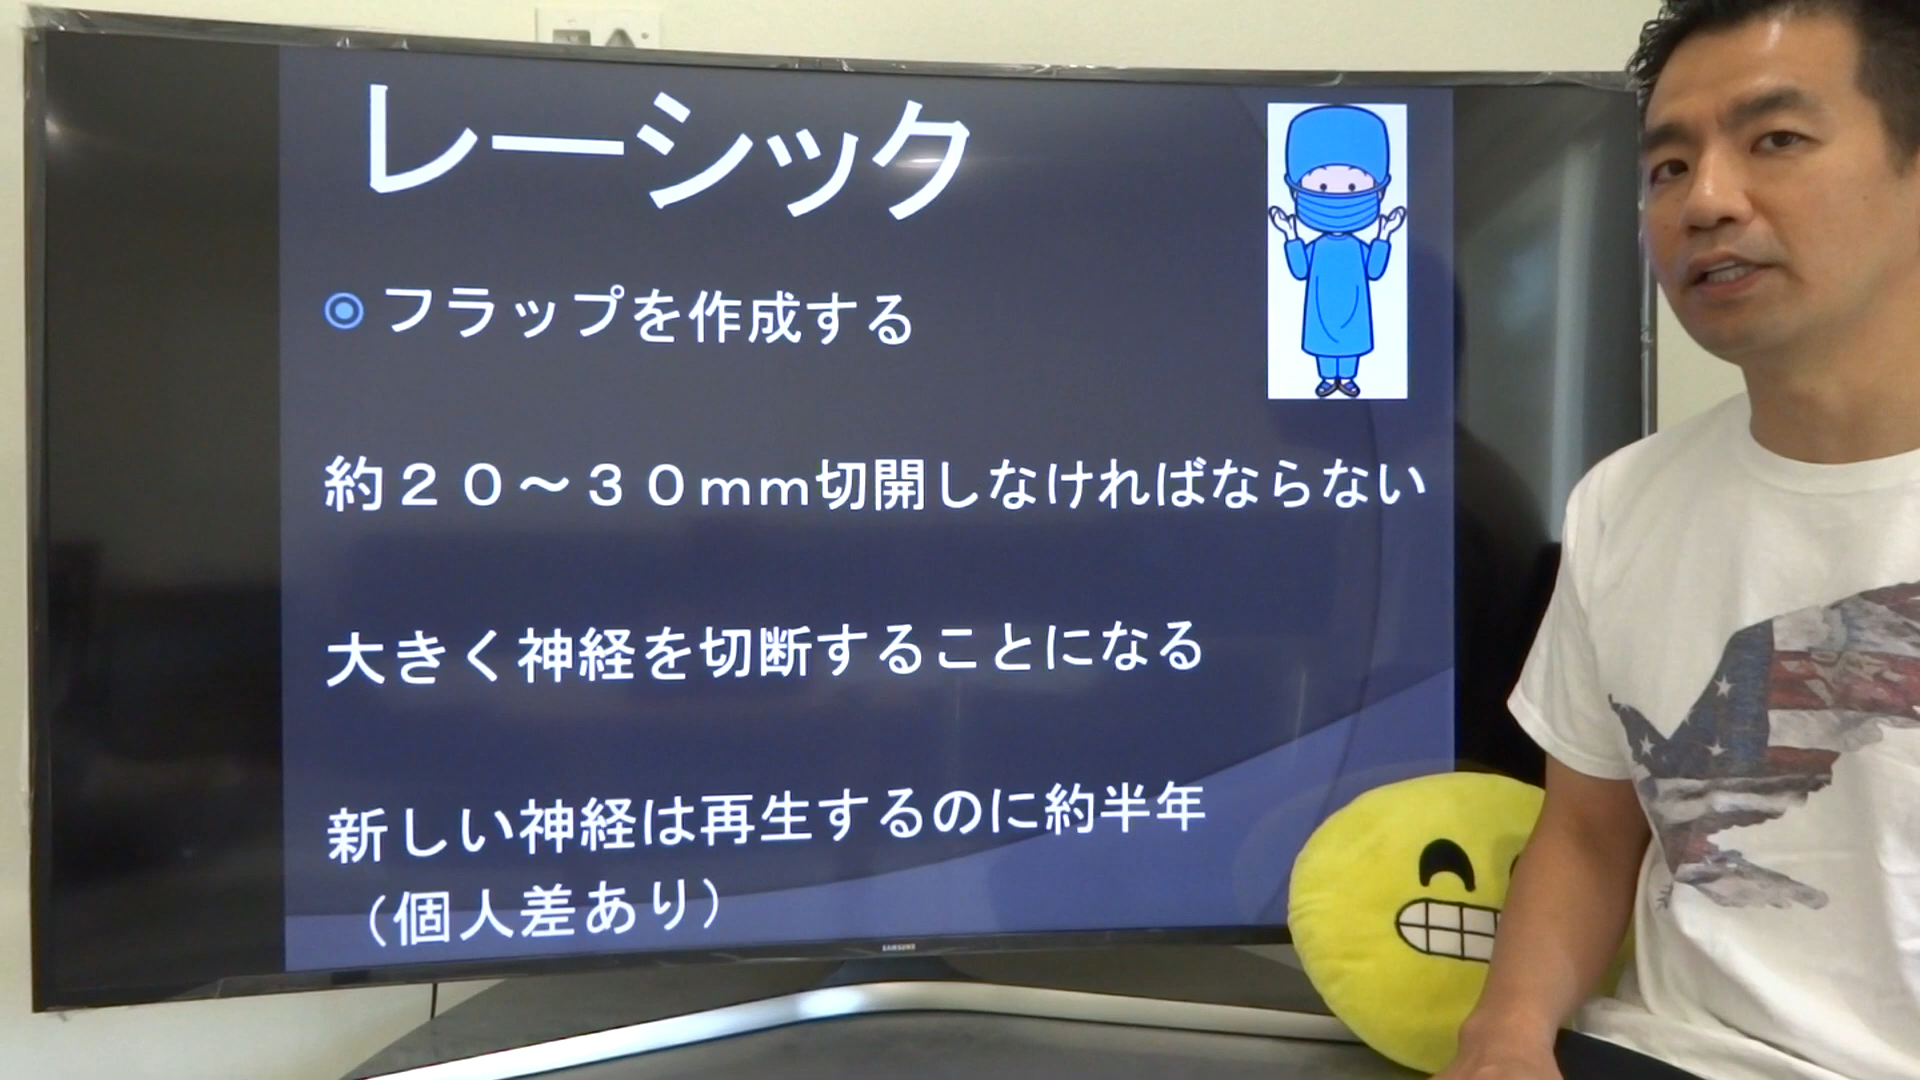 レーシック
フラップを作成する
約２０～３０mm切開しなければならない
大きく神経を切断することになる
新しい神経は再生するのに約半年
（個人差あり）
SAMSUNG